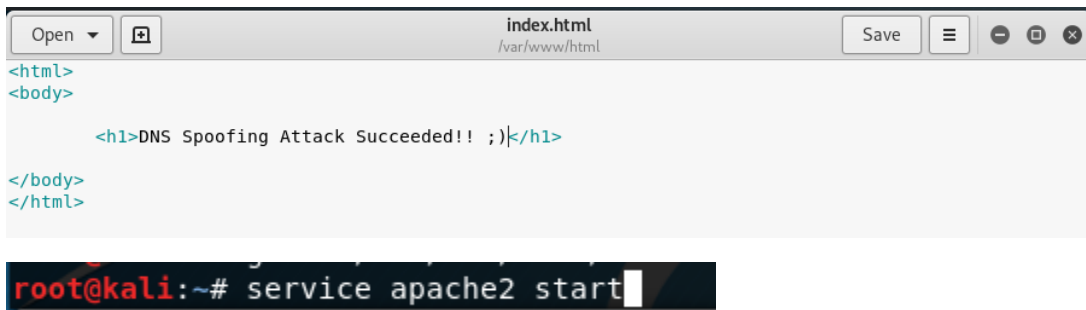 Open
index.html
/var/www/html
Save
<html>
<body>
<h1>DNS Spoofing Attack Succeeded!! ;)</h1>
</body>
</html>
root@kali:~# service apache2 start